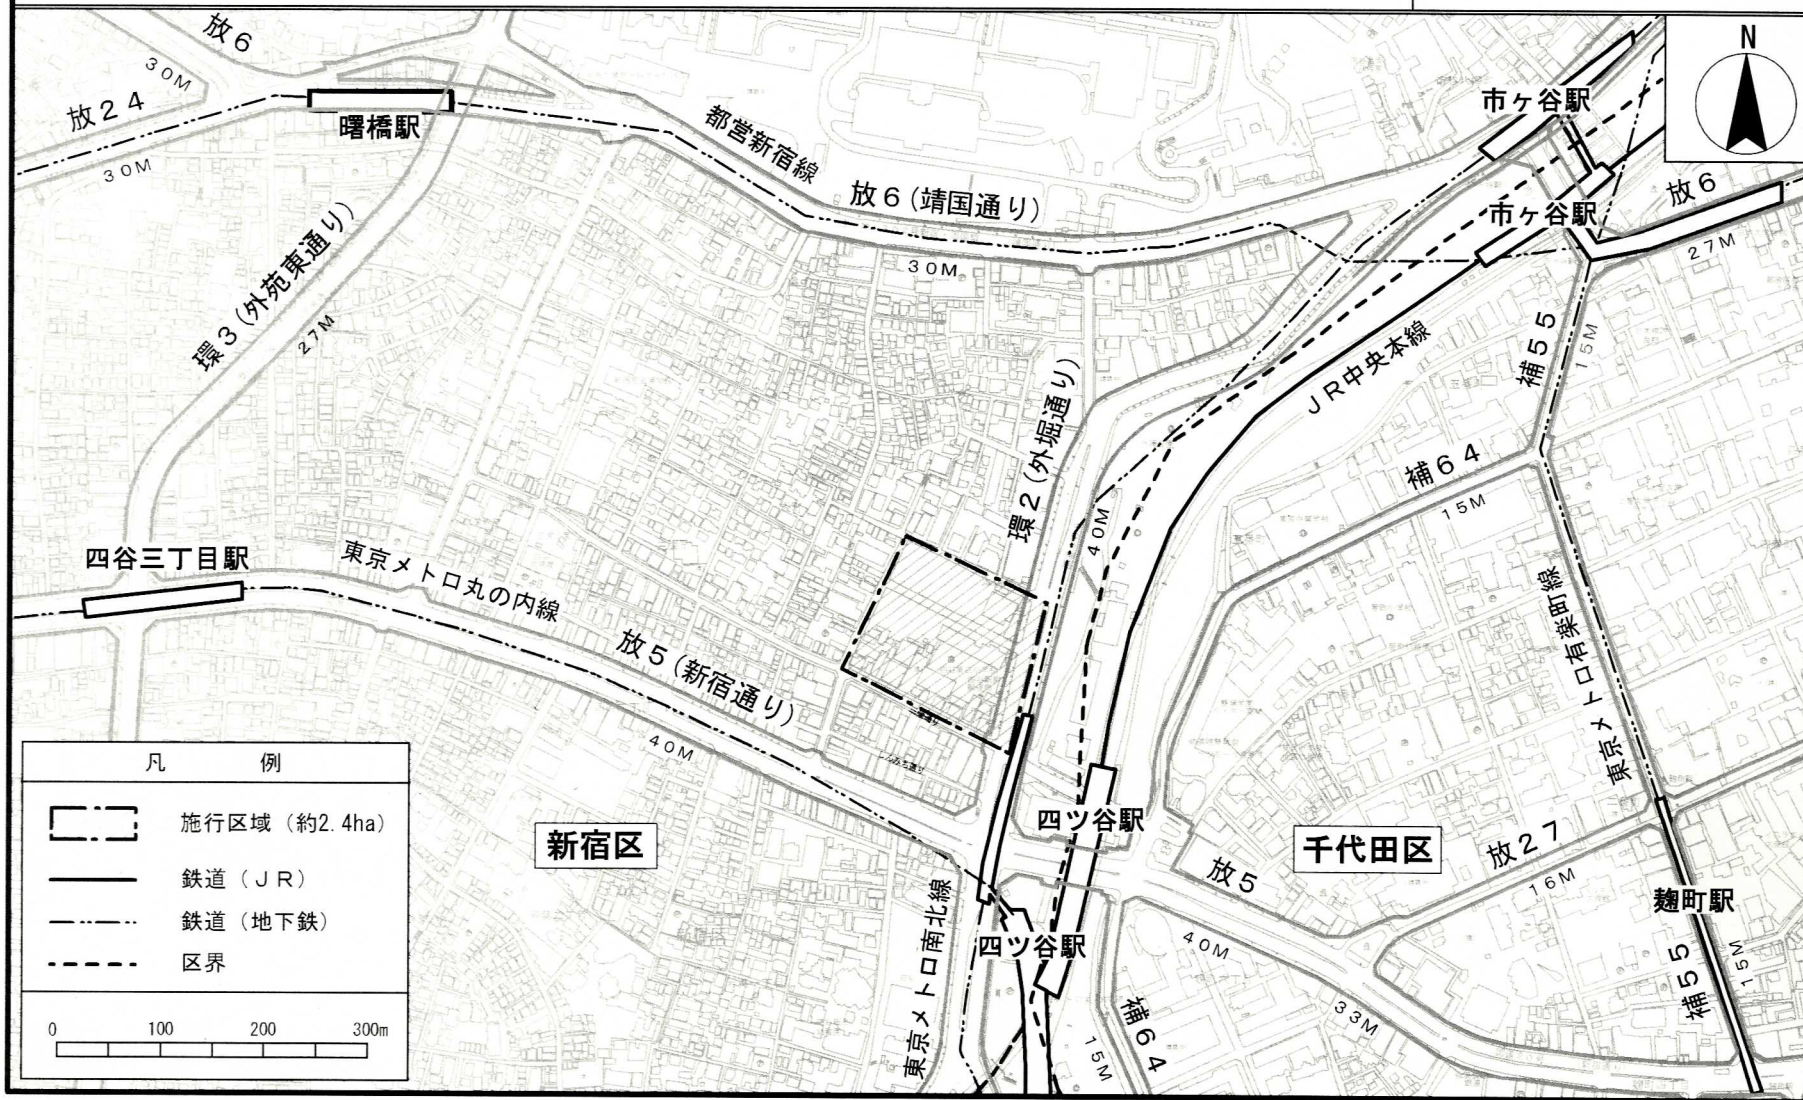 放6
30M
放24
30M
曙橋駅
都営新宿線
放6(靖国通り)
30M
市ヶ谷駅
市ヶ谷駅
N
放6
27M
環3(外苑東通り)
27M
補55
15M
JR中央本線
環2(外堀通り)
40M
補64
15M
四谷三丁目駅
東京メトロ丸の内線
放5(新宿通り)
40M
東京メトロ有楽町線
しんみち通り
四ツ谷駅
新宿区
千代田区
放5
放27
16M
麹町駅
四ツ谷駅
東京メトロ南北線
40M
33M
補64
15M
補55
15M
凡 例
施行区域(約2.4ha)
鉄道(JR)
鉄道(地下鉄)
区界
0 100 200 300m